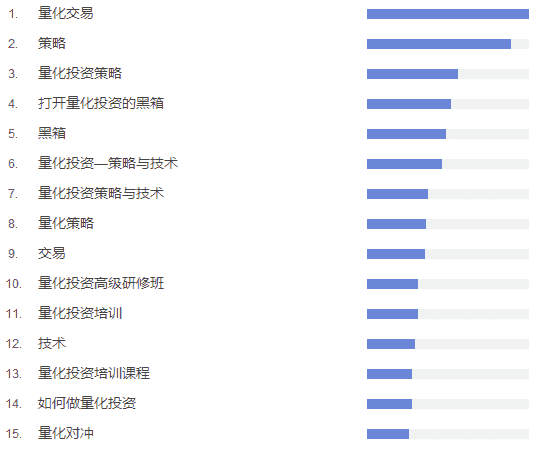 1. 量化交易
2. 策略
3. 量化投资策略
4. 打开量化投资的黑箱
5. 黑箱
6. 量化投资—策略与技术
7. 量化投资策略与技术
8. 量化策略
9. 交易
10. 量化投资高级研修班
11. 量化投资培训
12. 技术
13. 量化投资培训课程
14. 如何做量化投资
15. 量化对冲